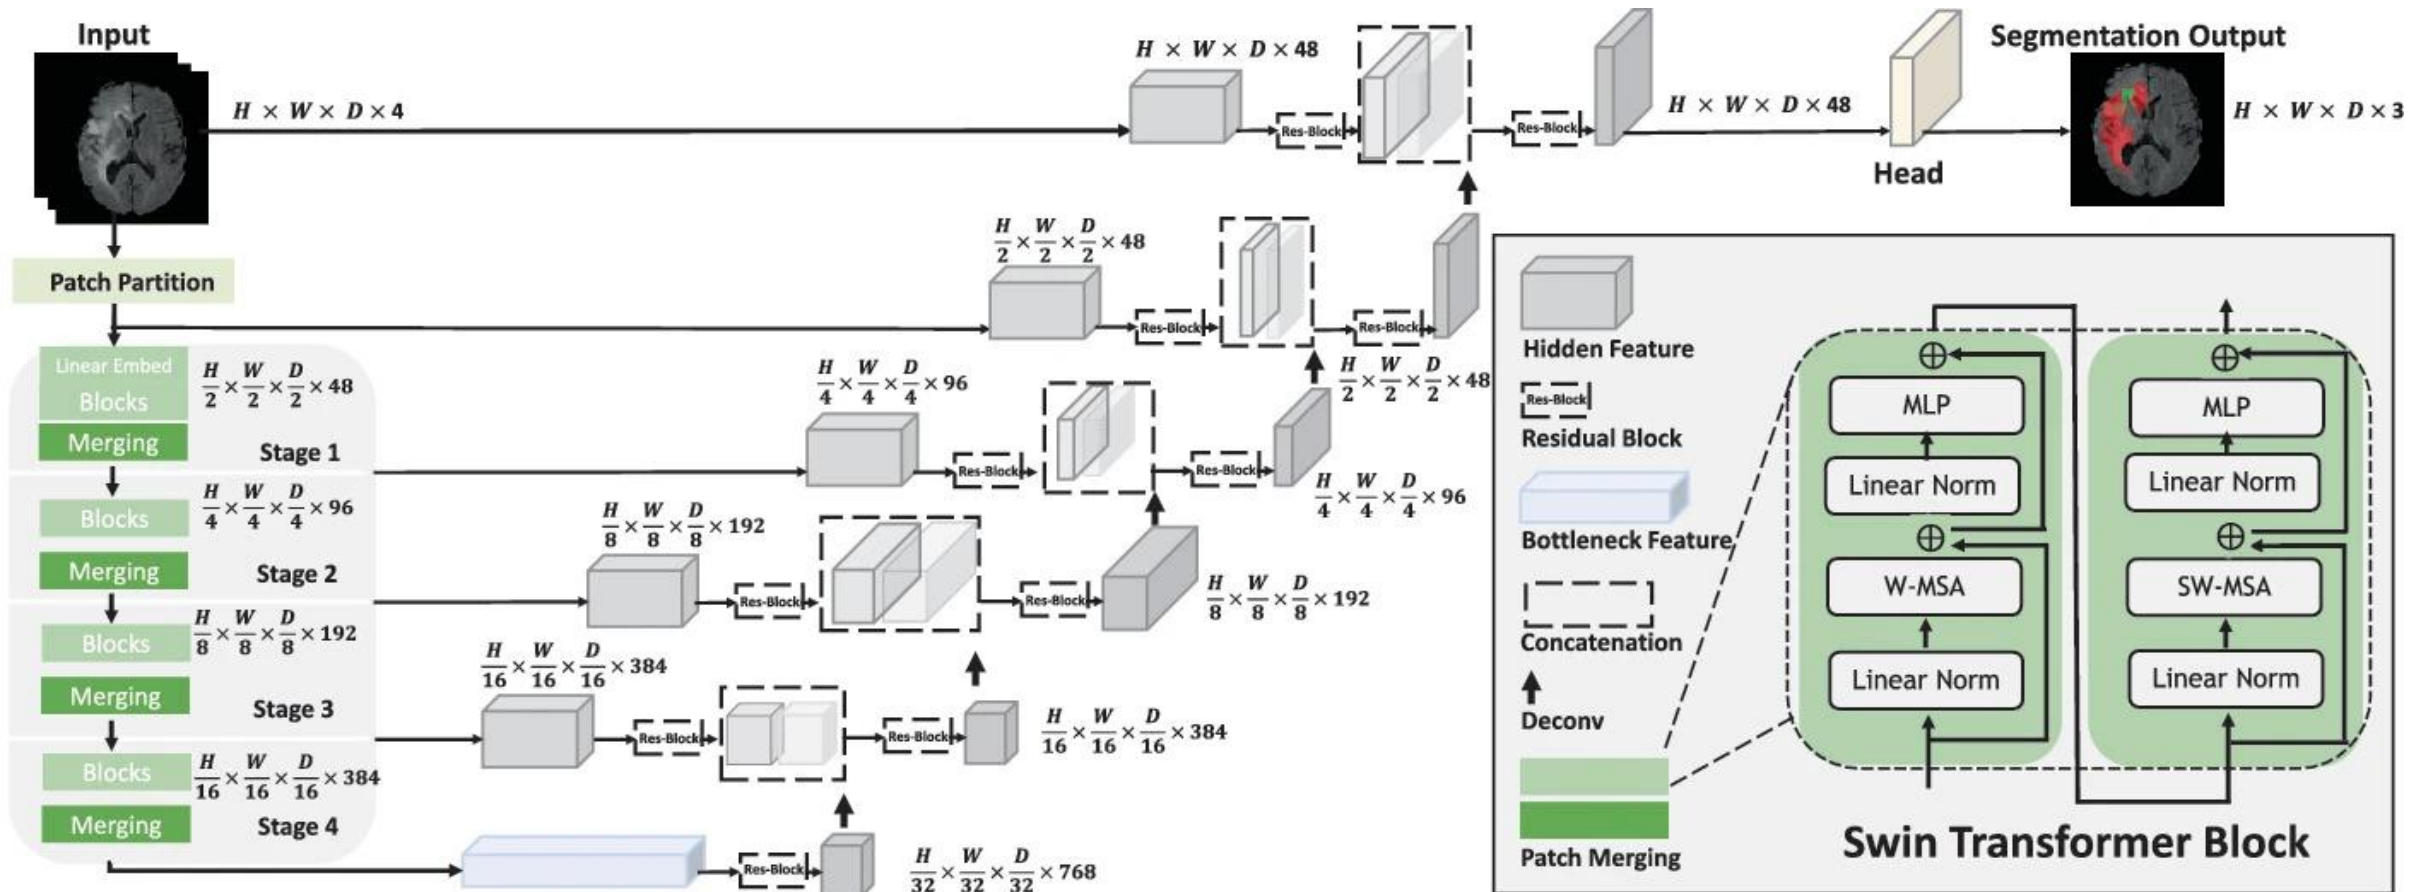 Input
H × W × D × 4
H × W × D × 48
Res-Block
Res-Block
H × W × D × 48
Head
Segmentation Output
H × W × D × 3
Patch Partition
H/2 × W/2 × D/2 × 48
Res-Block
Res-Block
H/2 × W/2 × D/2 × 48
Linear Embed
Blocks
H/2 × W/2 × D/2 × 48
Merging
Stage 1
H/4 × W/4 × D/4 × 96
Res-Block
Res-Block
H/4 × W/4 × D/4 × 96
Blocks
H/4 × W/4 × D/4 × 96
Merging
Stage 2
H/8 × W/8 × D/8 × 192
Res-Block
Res-Block
H/8 × W/8 × D/8 × 192
Blocks
H/8 × W/8 × D/8 × 192
Merging
Stage 3
H/16 × W/16 × D/16 × 384
Res-Block
Res-Block
H/16 × W/16 × D/16 × 384
Blocks
H/16 × W/16 × D/16 × 384
Merging
Stage 4
Res-Block
H/32 × W/32 × D/32 × 768
Hidden Feature
Res-Block
Residual Block
Bottleneck Feature
Concatenation
Deconv
Patch Merging
MLP
Linear Norm
W-MSA
Linear Norm
MLP
Linear Norm
SW-MSA
Linear Norm
Swin Transformer Block